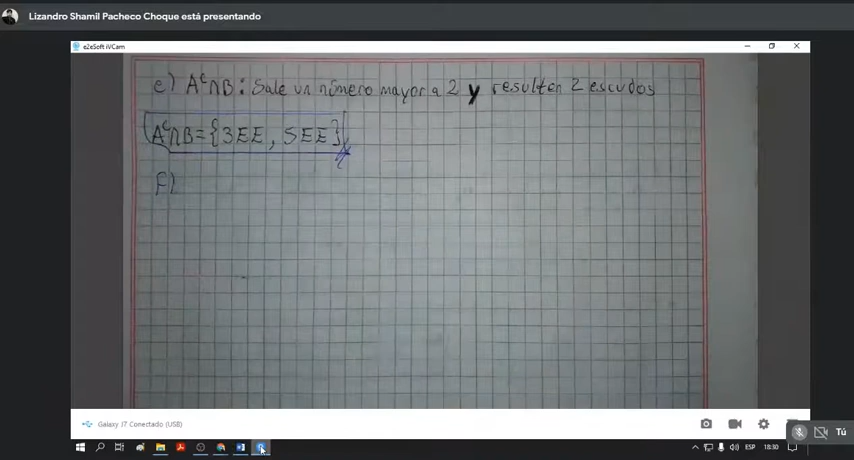 Lizandro Shamil Pacheco Choque está presentando
e2eSoft iVCam
e) Aᶜ∩B: Sale un número mayor a 2 y resulten 2 escudos
Aᶜ∩B = {3EE, 5EE}
F)
Galaxy J7 Conectado (USB)
Tú
ESP 18:30